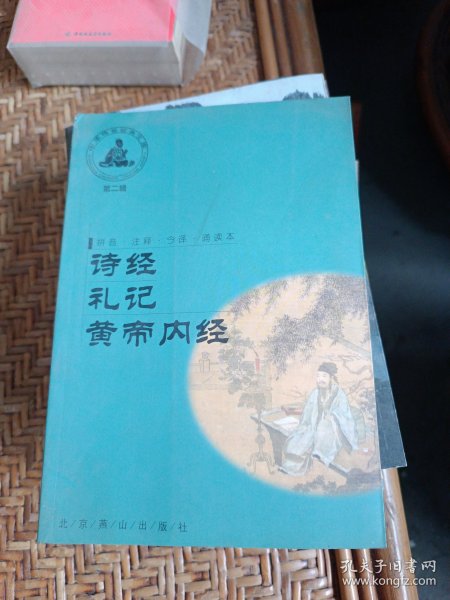 第二辑
拼音·注释·今译·诵读本
诗经
礼记
黄帝内经
北/京/燕/山/出/版/社
孔夫子旧书网
www.kongfz.com